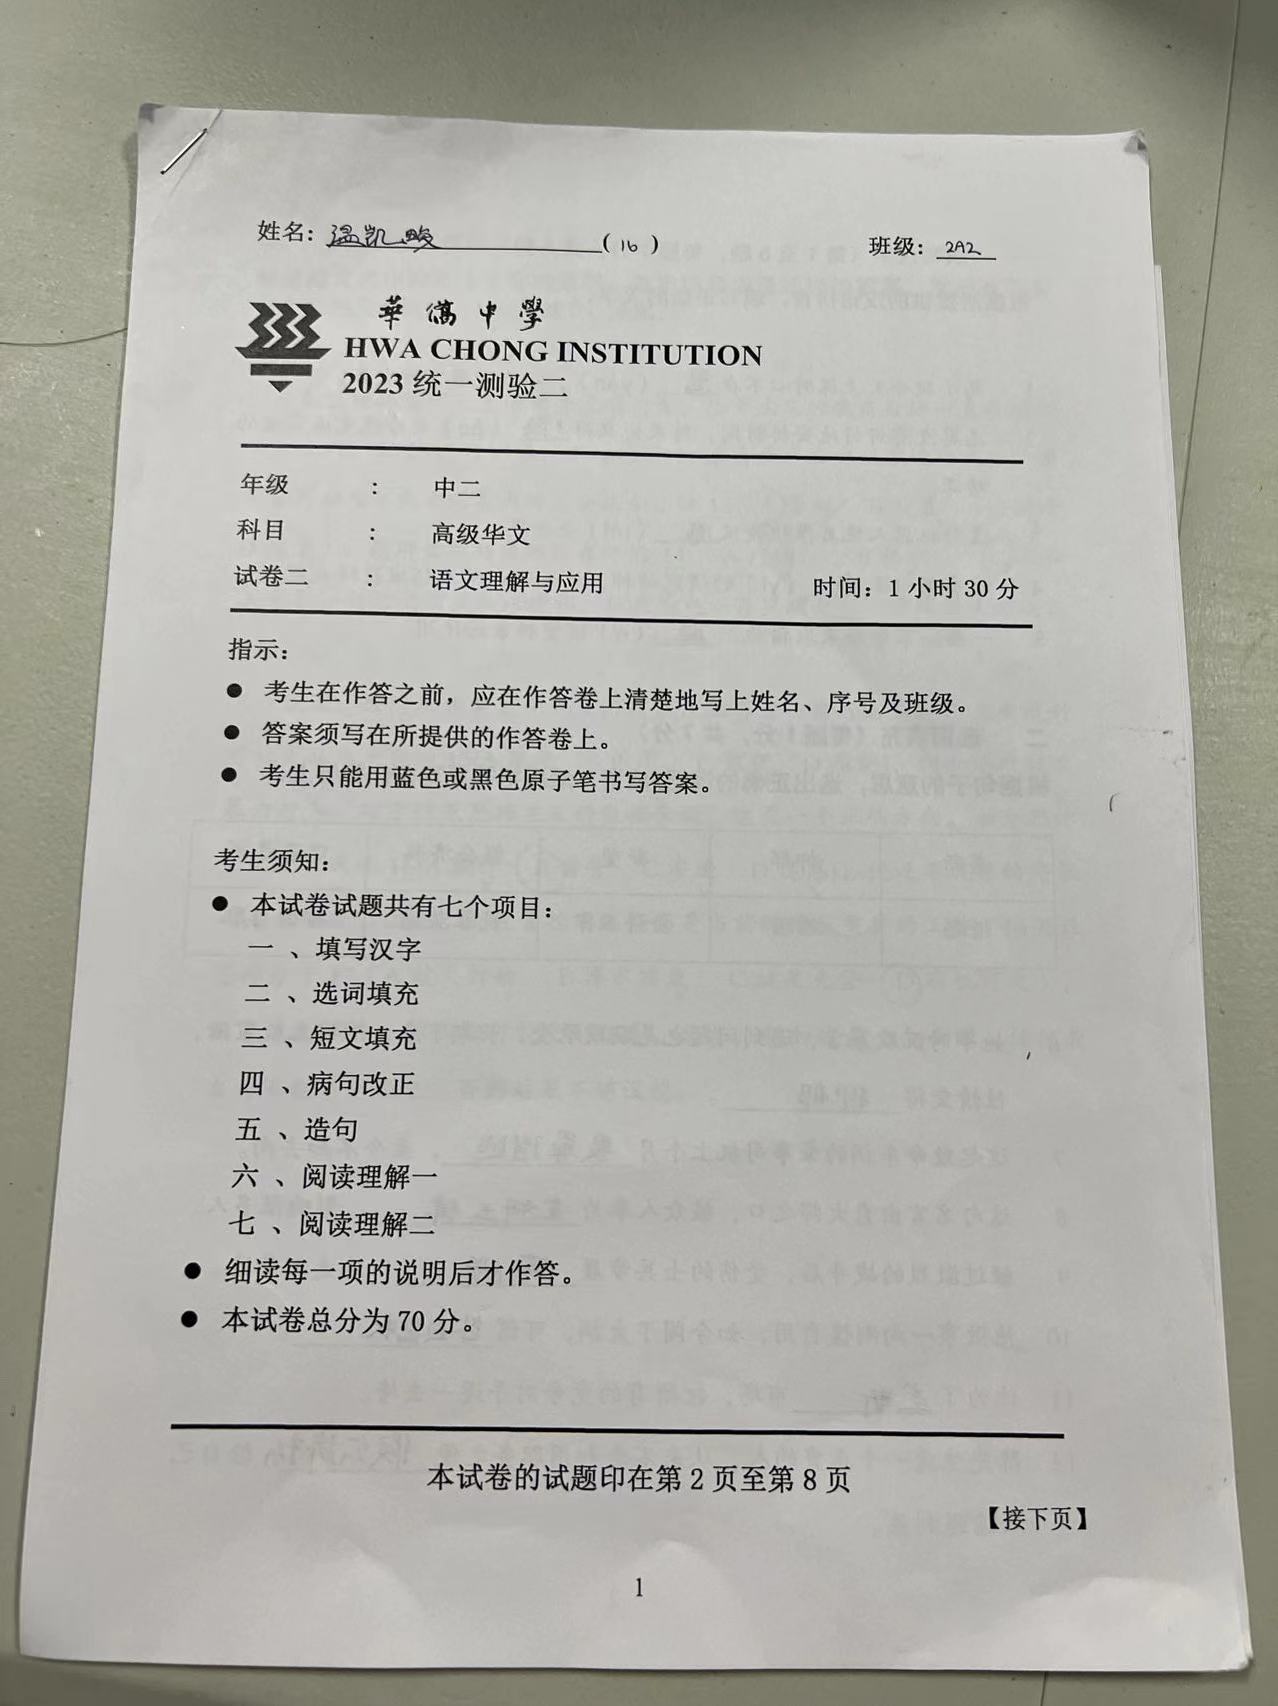 姓名：温凯骏（16）　班级：2A2
華僑中學
HWA CHONG INSTITUTION
2023 统一测验二
年级 ： 中二
科目 ： 高级华文
试卷二 ： 语文理解与应用　时间：1 小时 30 分
指示：
● 考生在作答之前，应在作答卷上清楚地写上姓名、序号及班级。
● 答案须写在所提供的作答卷上。
● 考生只能用蓝色或黑色原子笔书写答案。
考生须知：
● 本试卷试题共有七个项目：
一 、填写汉字
二 、选词填充
三 、短文填充
四 、病句改正
五 、造句
六 、阅读理解一
七 、阅读理解二
● 细读每一项的说明后才作答。
● 本试卷总分为 70 分。
本试卷的试题印在第 2 页至第 8 页
【接下页】
1